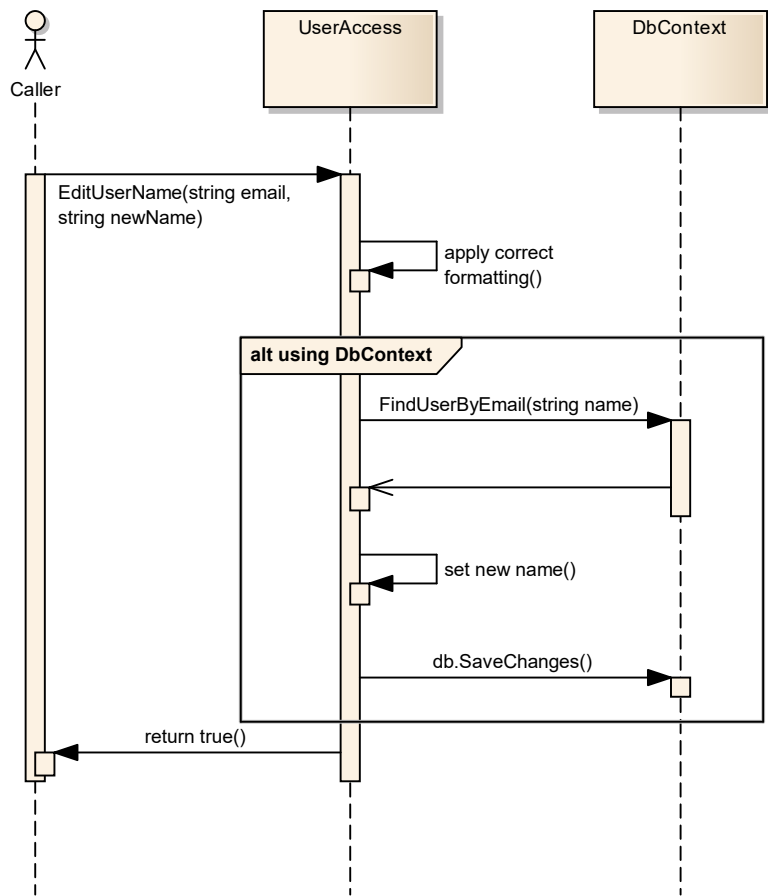 UserAccess
DbContext
Caller
EditUserName(string email,
string newName)
apply correct
formatting()
alt using DbContext
FindUserByEmail(string name)
set new name()
db.SaveChanges()
return true()